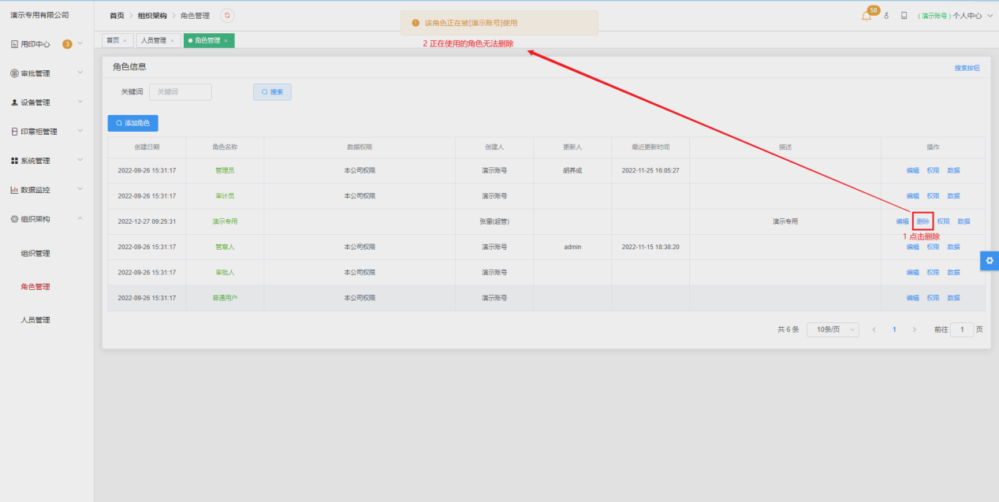 演示专用有限公司
首页 > 组织架构 > 角色管理
该角色正在被[演示账号]使用
58
(演示账号) 个人中心
首页 × 人员管理 × 角色管理 ×
2 正在使用的角色无法删除
用印中心 3
审批管理
设备管理
印章柜管理
系统管理
数据监控
组织架构
组织管理
角色管理
人员管理
角色信息
搜索按钮
关键词 关键词 搜索
添加角色
创建日期 角色名称 数据权限 创建人 更新人 最近更新时间 描述 操作
2022-09-26 15:31:17 管理员 本公司权限 演示账号 胡养成 2022-11-25 16:05:27 编辑 权限 数据
2022-09-26 15:31:17 审计员 本公司权限 演示账号 编辑 权限 数据
2022-12-27 09:25:31 演示专用 张雷(超管) 演示专用 编辑 删除 权限 数据
1 点击删除
2022-09-26 15:31:17 管章人 本公司权限 演示账号 admin 2022-11-15 18:38:20 编辑 权限 数据
2022-09-26 15:31:17 审批人 本公司权限 演示账号 编辑 权限 数据
2022-09-26 15:31:17 普通用户 本公司权限 演示账号 编辑 权限 数据
共 6 条 10条/页 < 1 > 前往 1 页